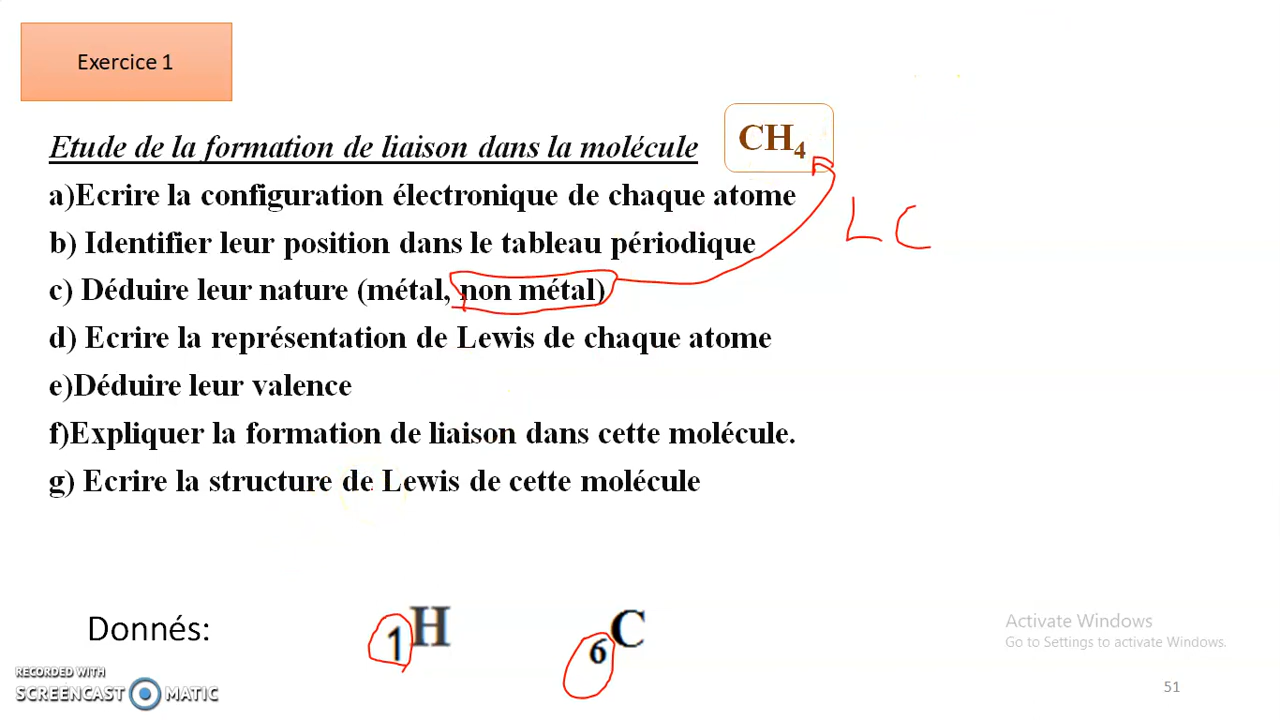 Exercice 1
Etude de la formation de liaison dans la molécule CH₄
a)Ecrire la configuration électronique de chaque atome
b) Identifier leur position dans le tableau périodique
L C
c) Déduire leur nature (métal, non métal)
d) Ecrire la représentation de Lewis de chaque atome
e)Déduire leur valence
f)Expliquer la formation de liaison dans cette molécule.
g) Ecrire la structure de Lewis de cette molécule
Donnés: ₁H ₆C
Activate Windows
Go to Settings to activate Windows.
RECORDED WITH
SCREENCAST MATIC
51